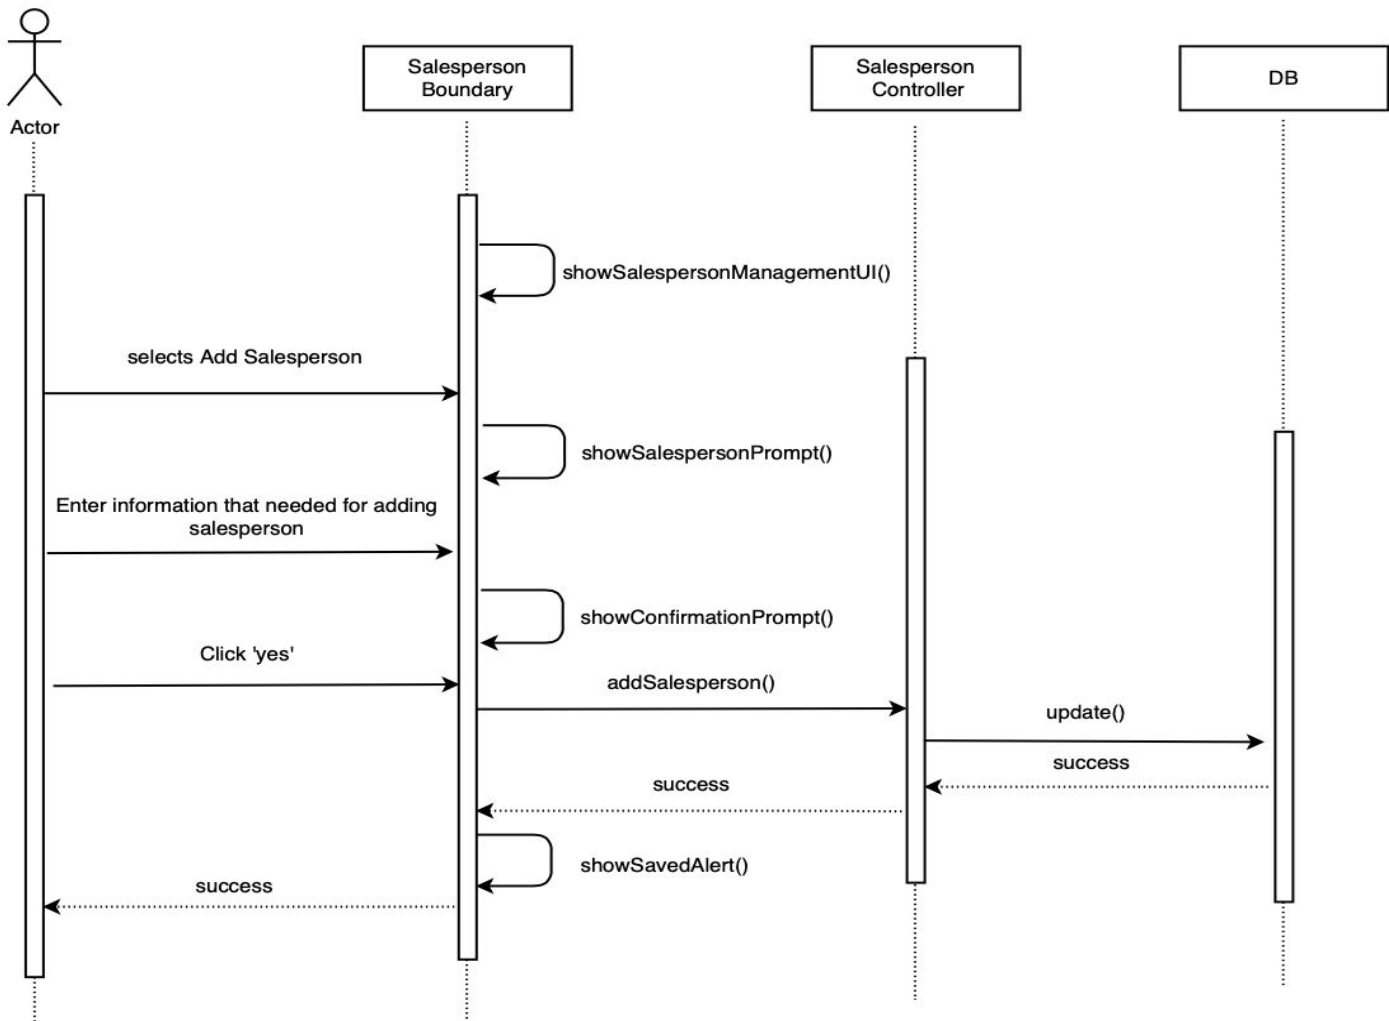 Actor
Salesperson
Boundary
Salesperson
Controller
DB
showSalespersonManagementUI()
selects Add Salesperson
showSalespersonPrompt()
Enter information that needed for adding
salesperson
showConfirmationPrompt()
Click 'yes'
addSalesperson()
update()
success
success
showSavedAlert()
success